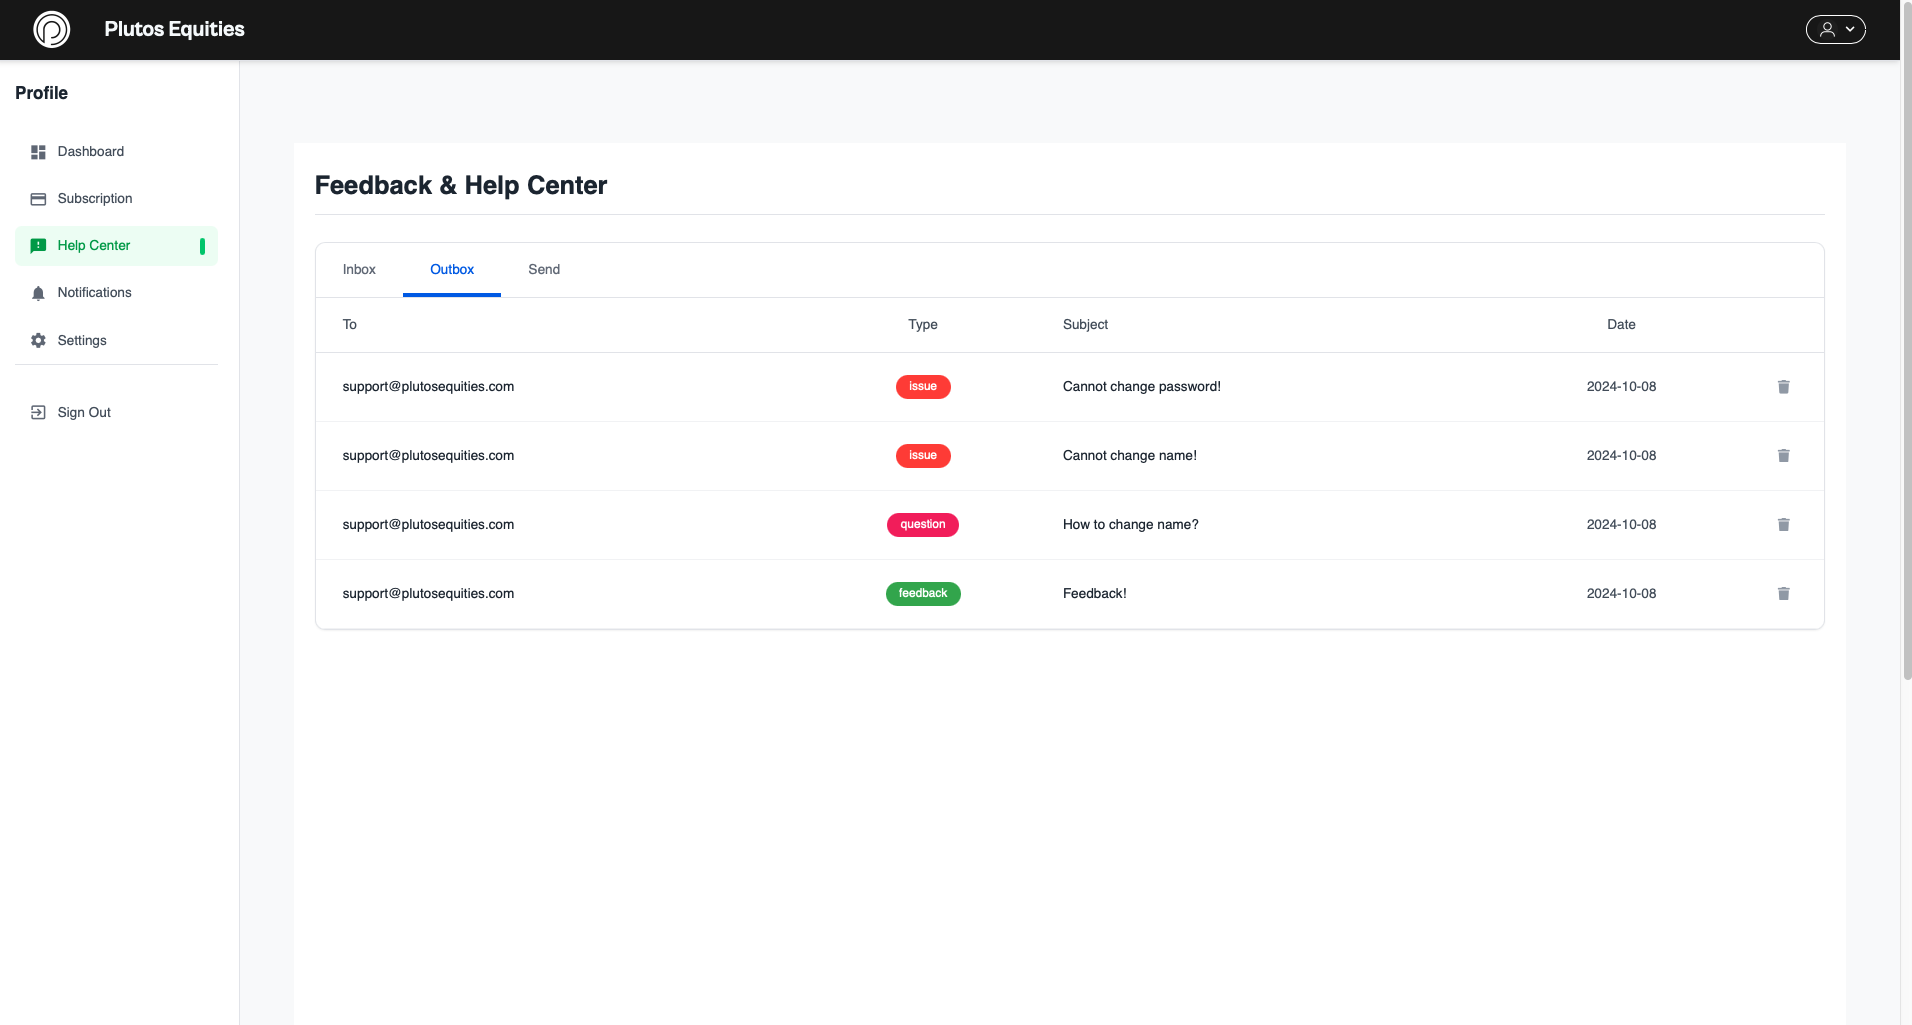 Plutos Equities
Profile
Dashboard
Subscription
Help Center
Notifications
Settings
Sign Out
Feedback & Help Center
Inbox Outbox Send
To Type Subject Date
support@plutosequities.com issue Cannot change password! 2024-10-08
support@plutosequities.com issue Cannot change name! 2024-10-08
support@plutosequities.com question How to change name? 2024-10-08
support@plutosequities.com feedback Feedback! 2024-10-08